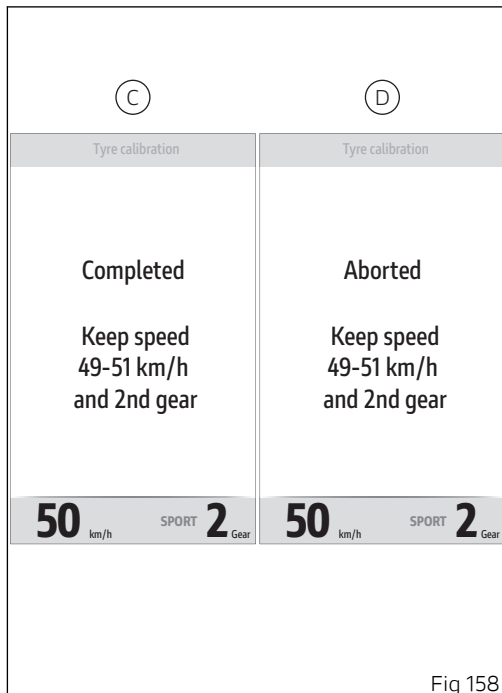 C
D
Tyre calibration
Tyre calibration
Completed
Keep speed
49-51 km/h
and 2nd gear
Aborted
Keep speed
49-51 km/h
and 2nd gear
50 km/h SPORT 2 Gear
50 km/h SPORT 2 Gear
Fig 158